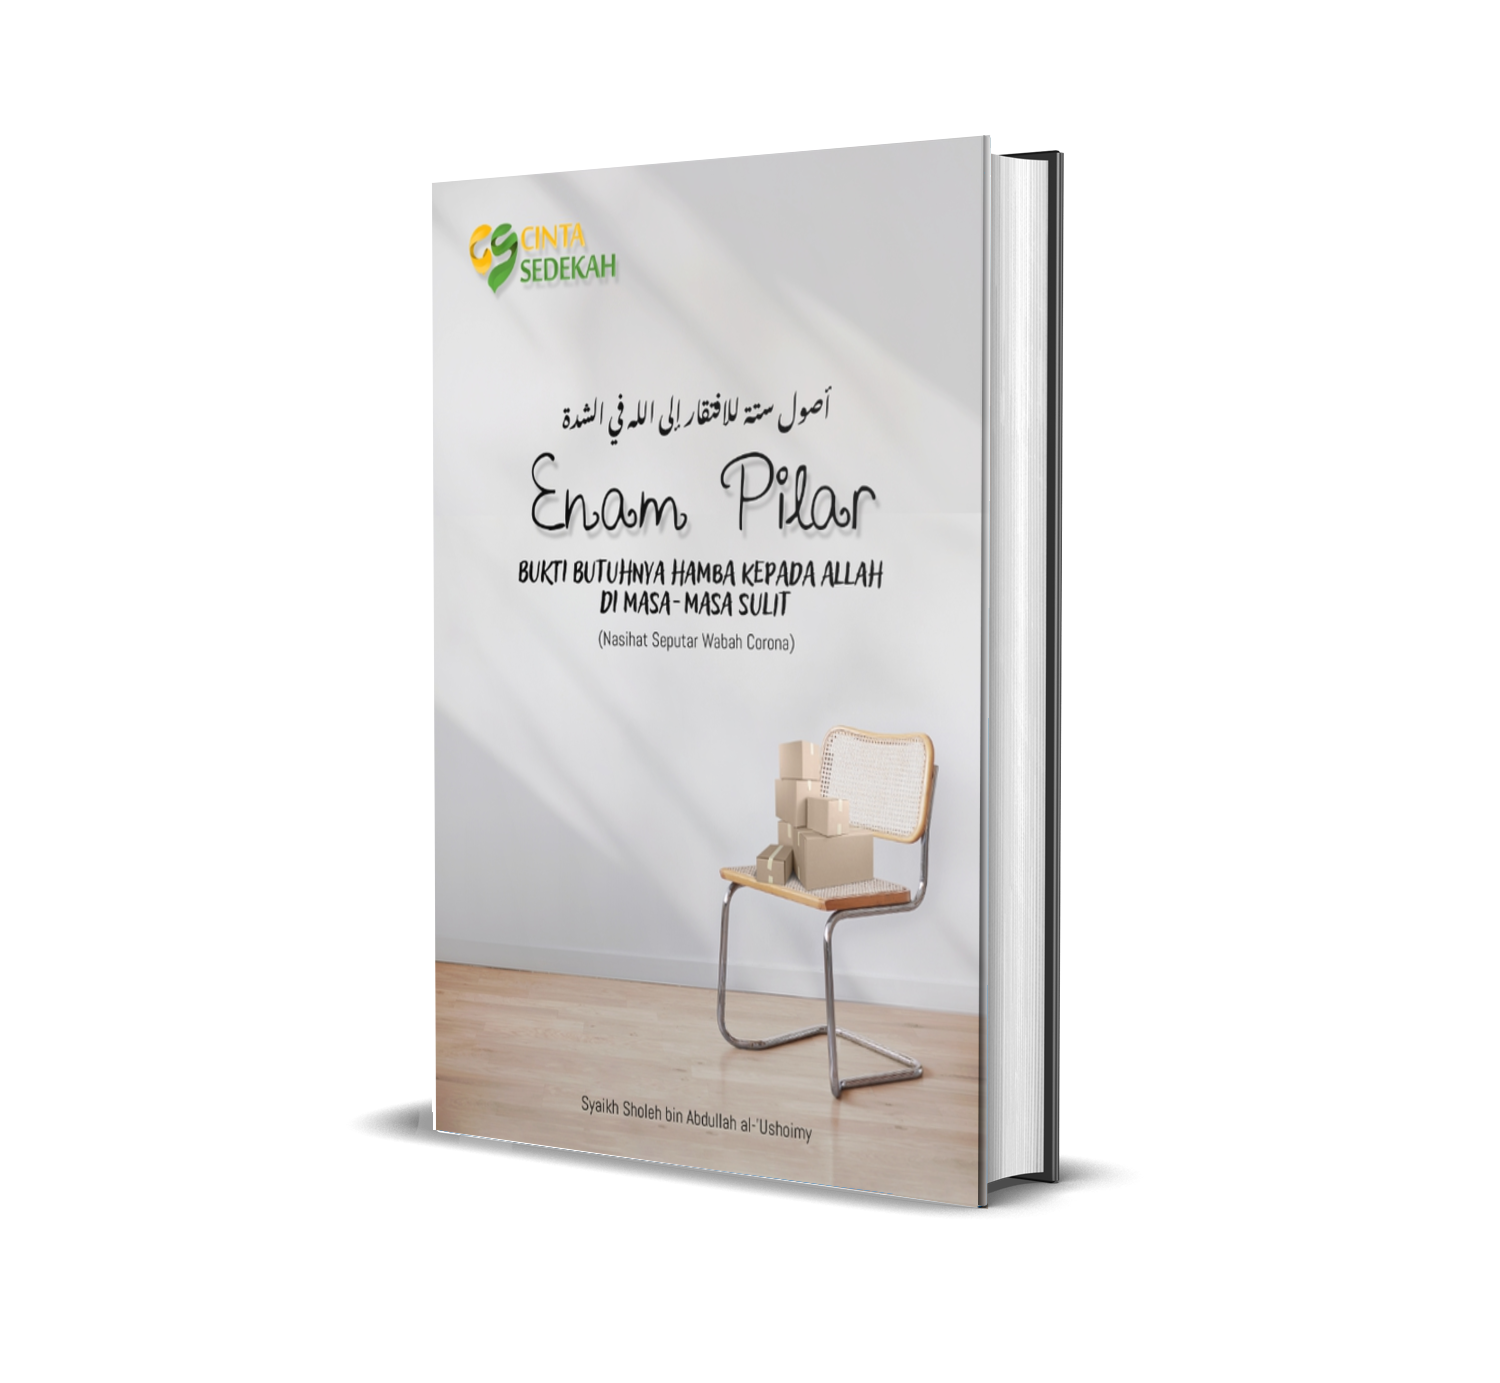 CINTA
SEDEKAH
أصول ستة للافتقار إلى الله في الشدة
Enam Pilar
BUKTI BUTUHNYA HAMBA KEPADA ALLAH
DI MASA-MASA SULIT
(Nasihat Seputar Wabah Corona)
Syaikh Sholeh bin Abdullah al-'Ushoimy